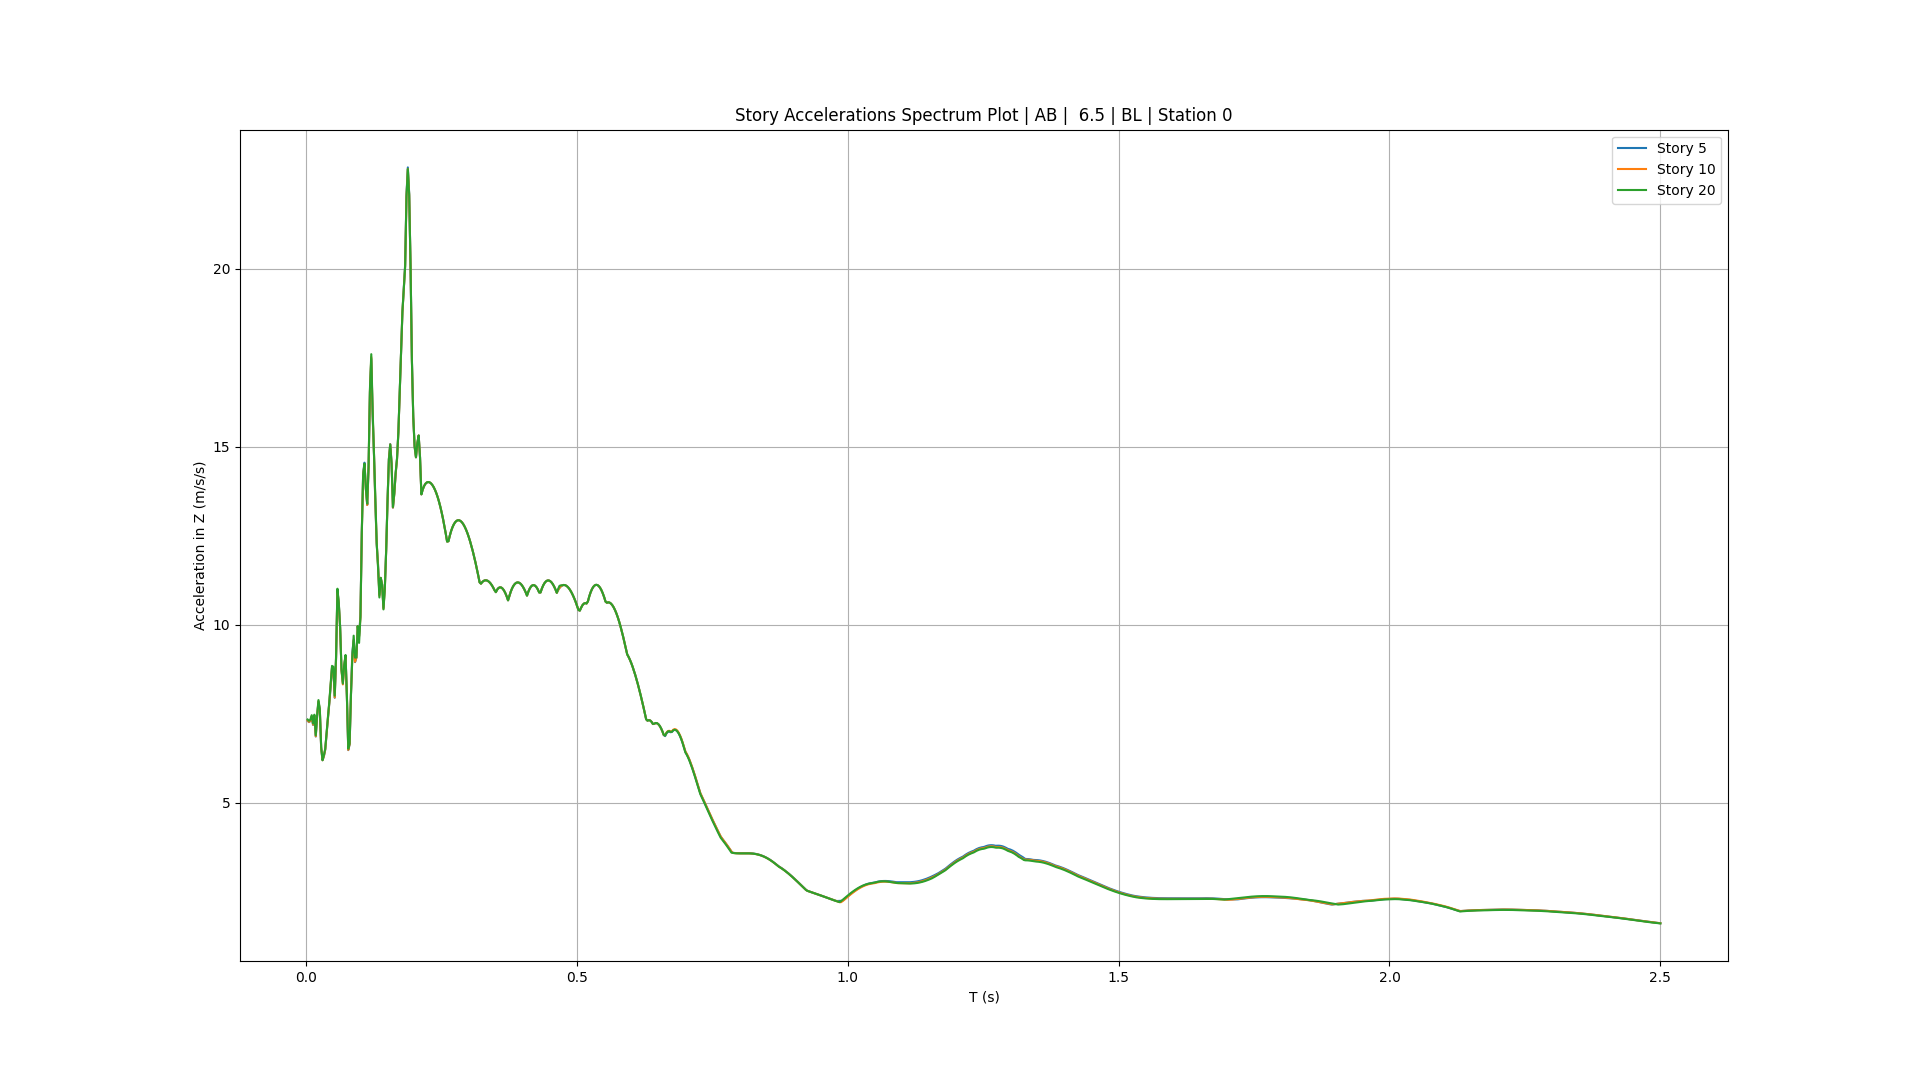 Story Accelerations Spectrum Plot | AB |  6.5 | BL | Station 0
Story 5
Story 10
Story 20
Acceleration in Z (m/s/s)
20
15
10
5
0.0
0.5
1.0
1.5
2.0
2.5
T (s)